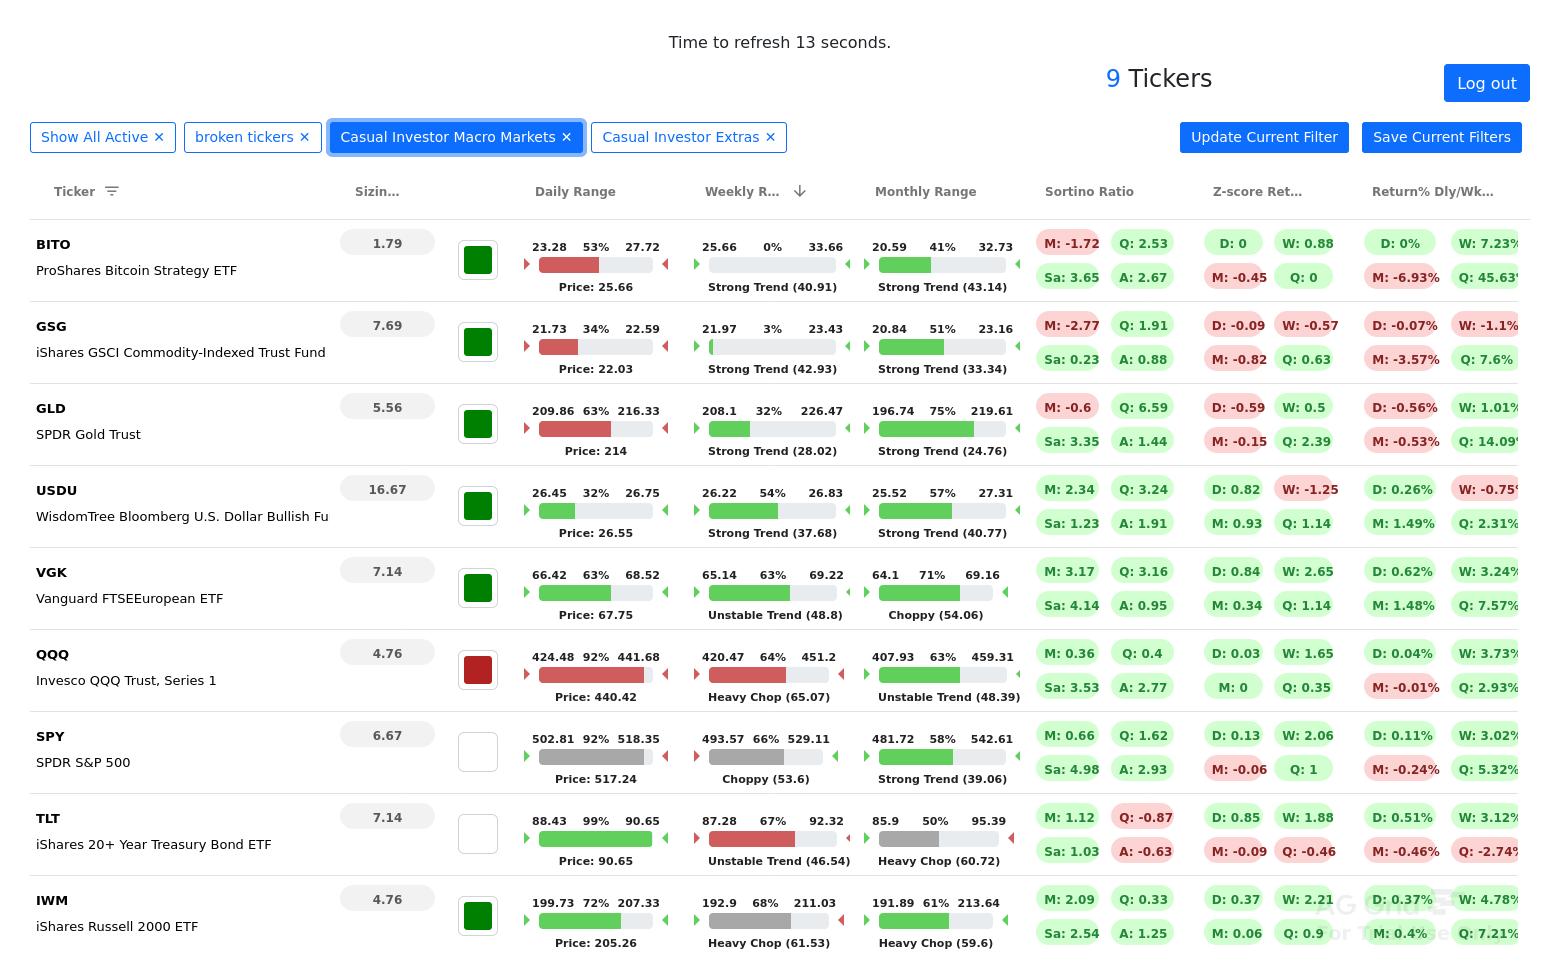 Time to refresh 13 seconds.
9 Tickers
Log out
Show All Active ✕ broken tickers ✕ Casual Investor Macro Markets ✕ Casual Investor Extras ✕ Update Current Filter Save Current Filters
Ticker Sizin... Daily Range Weekly R... Monthly Range Sortino Ratio Z-score Ret... Return% Dly/Wk...
BITO 1.79 23.28 53% 27.72 25.66 0% 33.66 20.59 41% 32.73 M: -1.72 Q: 2.53 D: 0 W: 0.88 D: 0% W: 7.23%
ProShares Bitcoin Strategy ETF Sa: 3.65 A: 2.67 M: -0.45 Q: 0 M: -6.93% Q: 45.63%
Price: 25.66 Strong Trend (40.91) Strong Trend (43.14)
GSG 7.69 21.73 34% 22.59 21.97 3% 23.43 20.84 51% 23.16 M: -2.77 Q: 1.91 D: -0.09 W: -0.57 D: -0.07% W: -1.1%
iShares GSCI Commodity-Indexed Trust Fund Sa: 0.23 A: 0.88 M: -0.82 Q: 0.63 M: -3.57% Q: 7.6%
Price: 22.03 Strong Trend (42.93) Strong Trend (33.34)
GLD 5.56 209.86 63% 216.33 208.1 32% 226.47 196.74 75% 219.61 M: -0.6 Q: 6.59 D: -0.59 W: 0.5 D: -0.56% W: 1.01%
SPDR Gold Trust Sa: 3.35 A: 1.44 M: -0.15 Q: 2.39 M: -0.53% Q: 14.09%
Price: 214 Strong Trend (28.02) Strong Trend (24.76)
USDU 16.67 26.45 32% 26.75 26.22 54% 26.83 25.52 57% 27.31 M: 2.34 Q: 3.24 D: 0.82 W: -1.25 D: 0.26% W: -0.75%
WisdomTree Bloomberg U.S. Dollar Bullish Fu Sa: 1.23 A: 1.91 M: 0.93 Q: 1.14 M: 1.49% Q: 2.31%
Price: 26.55 Strong Trend (37.68) Strong Trend (40.77)
VGK 7.14 66.42 63% 68.52 65.14 63% 69.22 64.1 71% 69.16 M: 3.17 Q: 3.16 D: 0.84 W: 2.65 D: 0.62% W: 3.24%
Vanguard FTSEEuropean ETF Sa: 4.14 A: 0.95 M: 0.34 Q: 1.14 M: 1.48% Q: 7.57%
Price: 67.75 Unstable Trend (48.8) Choppy (54.06)
QQQ 4.76 424.48 92% 441.68 420.47 64% 451.2 407.93 63% 459.31 M: 0.36 Q: 0.4 D: 0.03 W: 1.65 D: 0.04% W: 3.73%
Invesco QQQ Trust, Series 1 Sa: 3.53 A: 2.77 M: 0 Q: 0.35 M: -0.01% Q: 2.93%
Price: 440.42 Heavy Chop (65.07) Unstable Trend (48.39)
SPY 6.67 502.81 92% 518.35 493.57 66% 529.11 481.72 58% 542.61 M: 0.66 Q: 1.62 D: 0.13 W: 2.06 D: 0.11% W: 3.02%
SPDR S&P 500 Sa: 4.98 A: 2.93 M: -0.06 Q: 1 M: -0.24% Q: 5.32%
Price: 517.24 Choppy (53.6) Strong Trend (39.06)
TLT 7.14 88.43 99% 90.65 87.28 67% 92.32 85.9 50% 95.39 M: 1.12 Q: -0.87 D: 0.85 W: 1.88 D: 0.51% W: 3.12%
iShares 20+ Year Treasury Bond ETF Sa: 1.03 A: -0.63 M: -0.09 Q: -0.46 M: -0.46% Q: -2.74%
Price: 90.65 Unstable Trend (46.54) Heavy Chop (60.72)
IWM 4.76 199.73 72% 207.33 192.9 68% 211.03 191.89 61% 213.64 M: 2.09 Q: 0.33 D: 0.37 W: 2.21 D: 0.37% W: 4.78%
iShares Russell 2000 ETF Sa: 2.54 A: 1.25 M: 0.06 Q: 0.9 M: 0.4% Q: 7.21%
Price: 205.26 Heavy Chop (61.53) Heavy Chop (59.6)